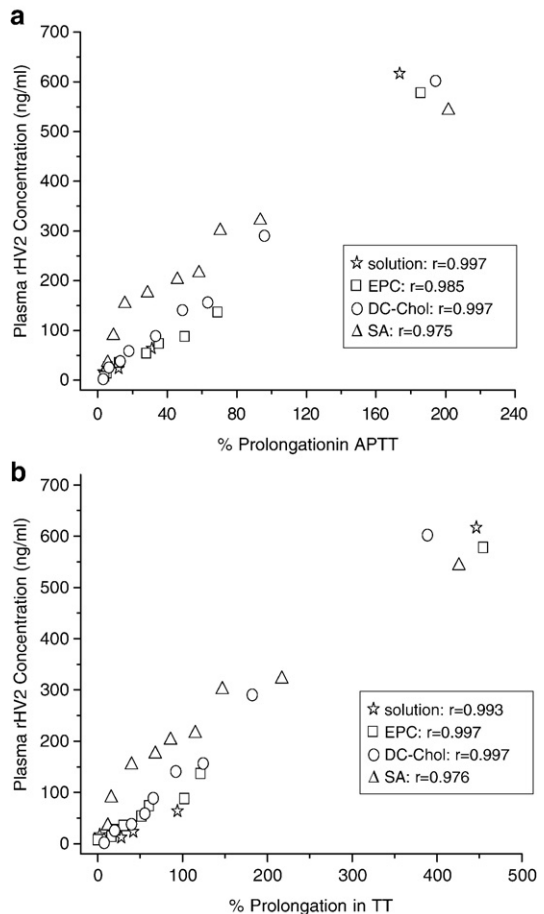 a
Plasma rHV2 Concentration (ng/ml)
700
600
500
400
300
200
100
0
solution: r=0.997
EPC: r=0.985
DC-Chol: r=0.997
SA: r=0.975
0 40 80 120 160 200 240
% Prolongationin APTT
b
Plasma rHV2 Concentration (ng/ml)
700
600
500
400
300
200
100
0
solution: r=0.993
EPC: r=0.997
DC-Chol: r=0.997
SA: r=0.976
0 100 200 300 400 500
% Prolongation in TT